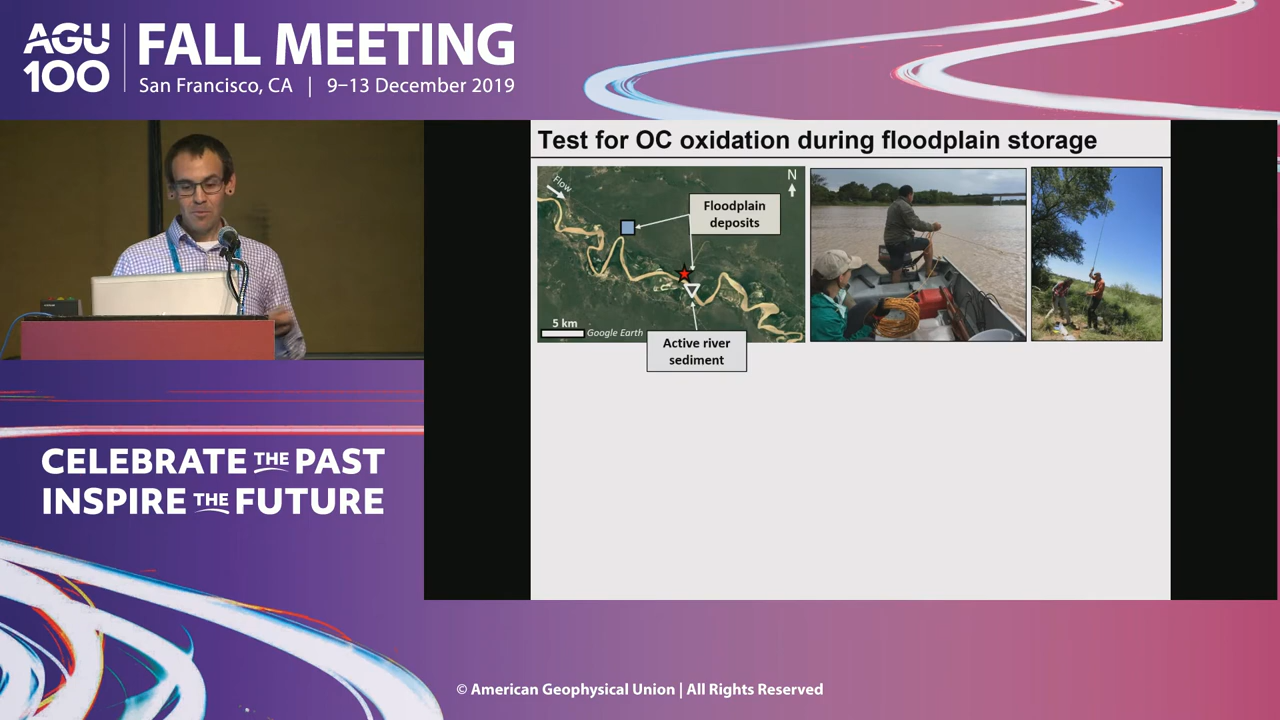 AGU
100
FALL MEETING
San Francisco, CA | 9–13 December 2019
Test for OC oxidation during floodplain storage
Flow
N
Floodplain
deposits
5 km
Google Earth
Active river
sediment
CELEBRATE THE PAST
INSPIRE THE FUTURE
© American Geophysical Union | All Rights Reserved